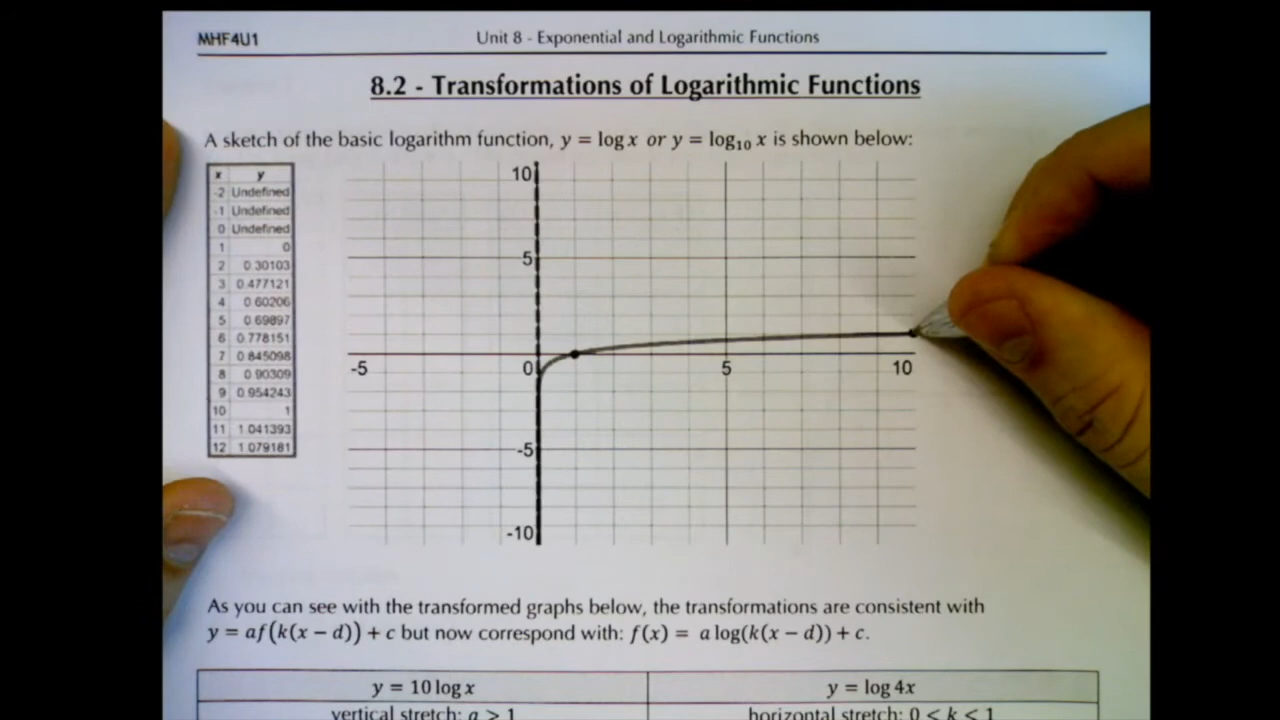 MHF4U1
Unit 8 - Exponential and Logarithmic Functions
8.2 - Transformations of Logarithmic Functions
A sketch of the basic logarithm function, y = log x or y = log₁₀ x is shown below:
x y
-2 Undefined
-1 Undefined
0 Undefined
1 0
2 0.30103
3 0.477121
4 0.60206
5 0.69897
6 0.778151
7 0.845098
8 0.90309
9 0.954243
10 1
11 1.041393
12 1.079181
10
5
-5 0 5 10
-5
-10
As you can see with the transformed graphs below, the transformations are consistent with
y = af(k(x − d)) + c but now correspond with: f(x) = a log(k(x − d)) + c.
y = 10 log x
y = log 4x
vertical stretch: a > 1
horizontal stretch: 0 < k < 1